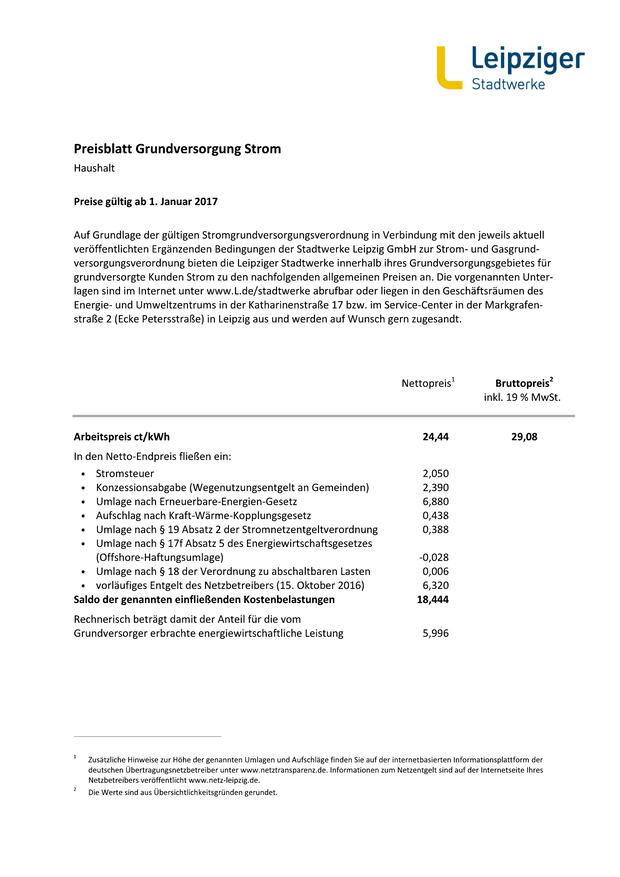 Leipziger
Stadtwerke
Preisblatt Grundversorgung Strom
Haushalt
Preise gültig ab 1. Januar 2017
Auf Grundlage der gültigen Stromgrundversorgungsverordnung in Verbindung mit den jeweils aktuell
veröffentlichten Ergänzenden Bedingungen der Stadtwerke Leipzig GmbH zur Strom- und Gasgrund-
versorgungsverordnung bieten die Leipziger Stadtwerke innerhalb ihres Grundversorgungsgebietes für
grundversorgte Kunden Strom zu den nachfolgenden allgemeinen Preisen an. Die vorgenannten Unter-
lagen sind im Internet unter www.L.de/stadtwerke abrufbar oder liegen in den Geschäftsräumen des
Energie- und Umweltzentrums in der Katharinenstraße 17 bzw. im Service-Center in der Markgrafen-
straße 2 (Ecke Petersstraße) in Leipzig aus und werden auf Wunsch gern zugesandt.
Nettopreis¹ Bruttopreis²
inkl. 19 % MwSt.
Arbeitspreis ct/kWh 24,44 29,08
In den Netto-Endpreis fließen ein:
• Stromsteuer 2,050
• Konzessionsabgabe (Wegenutzungsentgelt an Gemeinden) 2,390
• Umlage nach Erneuerbare-Energien-Gesetz 6,880
• Aufschlag nach Kraft-Wärme-Kopplungsgesetz 0,438
• Umlage nach § 19 Absatz 2 der Stromnetzentgeltverordnung 0,388
• Umlage nach § 17f Absatz 5 des Energiewirtschaftsgesetzes
(Offshore-Haftungsumlage) -0,028
• Umlage nach § 18 der Verordnung zu abschaltbaren Lasten 0,006
• vorläufiges Entgelt des Netzbetreibers (15. Oktober 2016) 6,320
Saldo der genannten einfließenden Kostenbelastungen 18,444
Rechnerisch beträgt damit der Anteil für die vom
Grundversorger erbrachte energiewirtschaftliche Leistung 5,996
¹ Zusätzliche Hinweise zur Höhe der genannten Umlagen und Aufschläge finden Sie auf der internetbasierten Informationsplattform der
deutschen Übertragungsnetzbetreiber unter www.netztransparenz.de. Informationen zum Netzentgelt sind auf der Internetseite Ihres
Netzbetreibers veröffentlicht www.netz-leipzig.de.
² Die Werte sind aus Übersichtlichkeitsgründen gerundet.